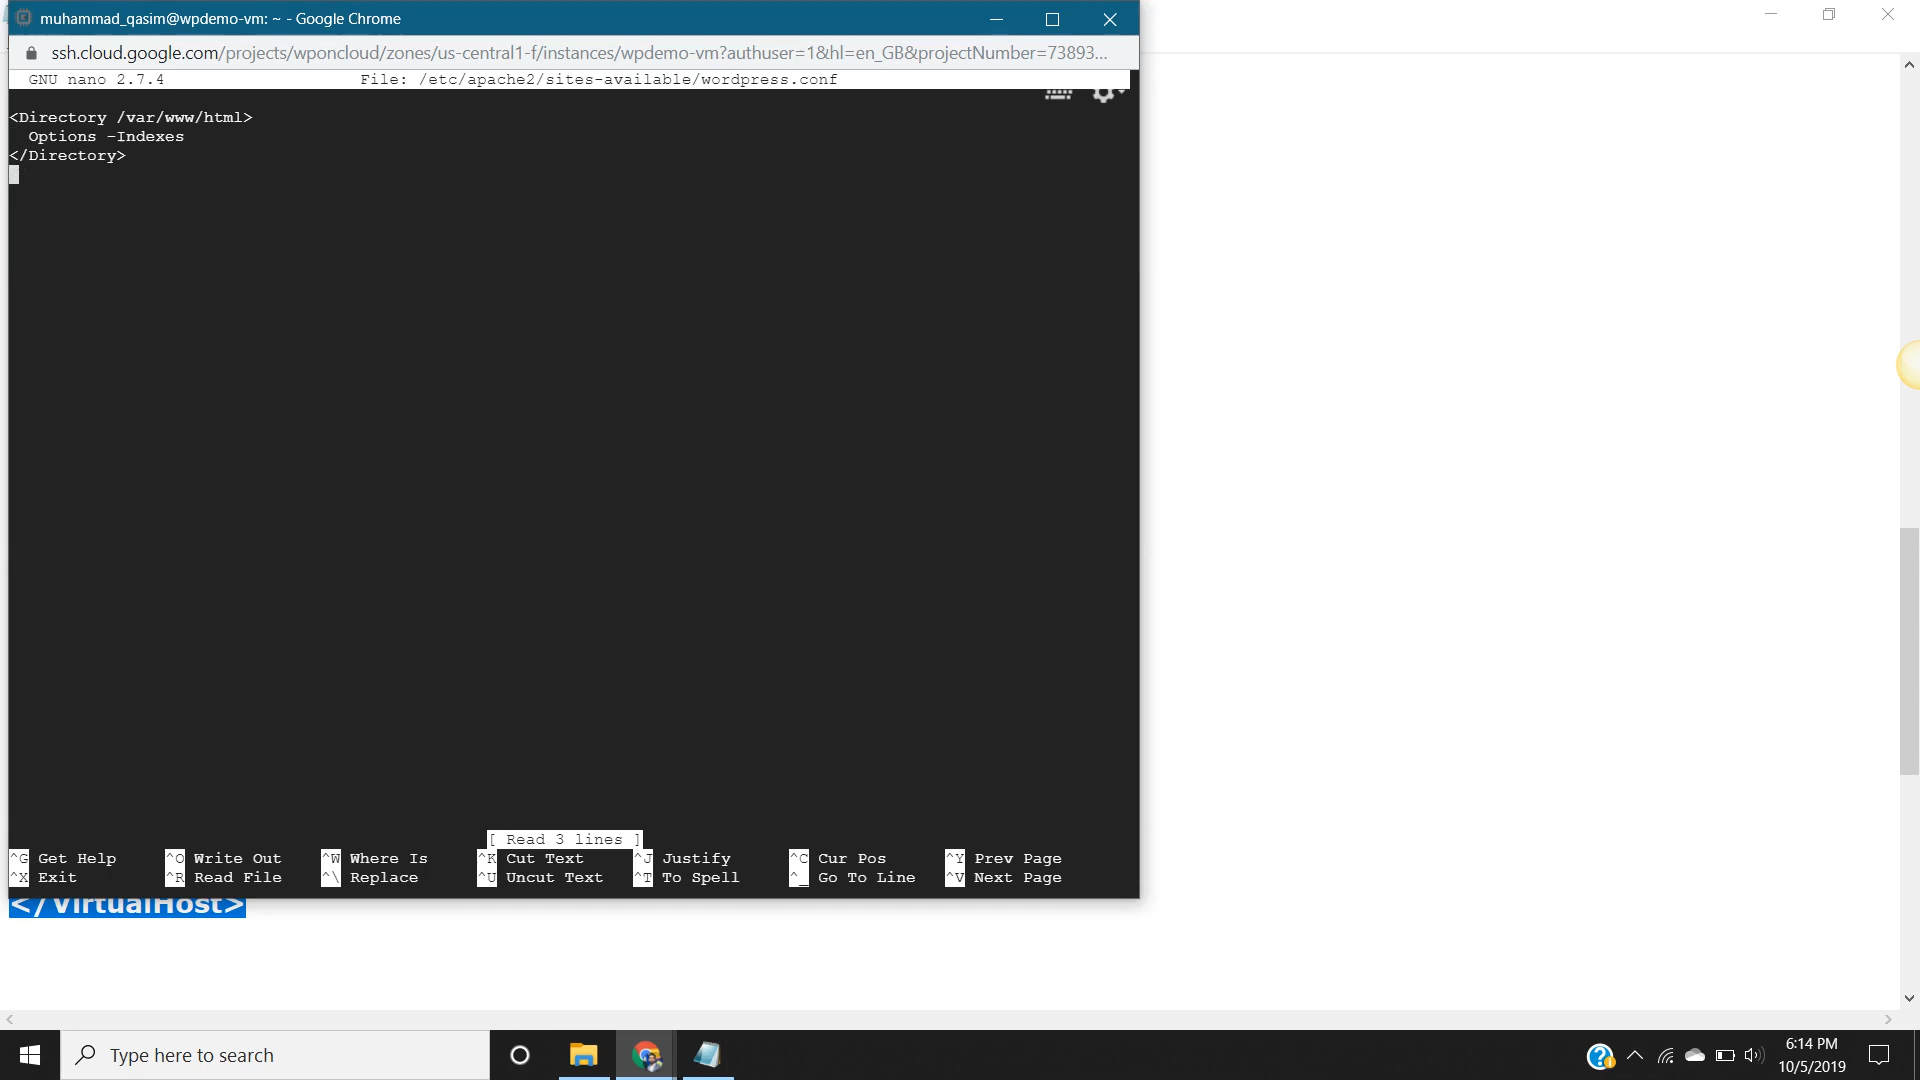 muhammad_qasim@wpdemo-vm: ~ - Google Chrome
ssh.cloud.google.com/projects/wponcloud/zones/us-central1-f/instances/wpdemo-vm?authuser=1&hl=en_GB&projectNumber=73893...
GNU nano 2.7.4 File: /etc/apache2/sites-available/wordpress.conf
<Directory /var/www/html>
Options -Indexes
</Directory>
[ Read 3 lines ]
^G Get Help ^O Write Out ^W Where Is ^K Cut Text ^J Justify ^C Cur Pos ^Y Prev Page
^X Exit ^R Read File ^\ Replace ^U Uncut Text ^T To Spell ^_ Go To Line ^V Next Page
</VirtualHost>
Type here to search
6:14 PM
10/5/2019